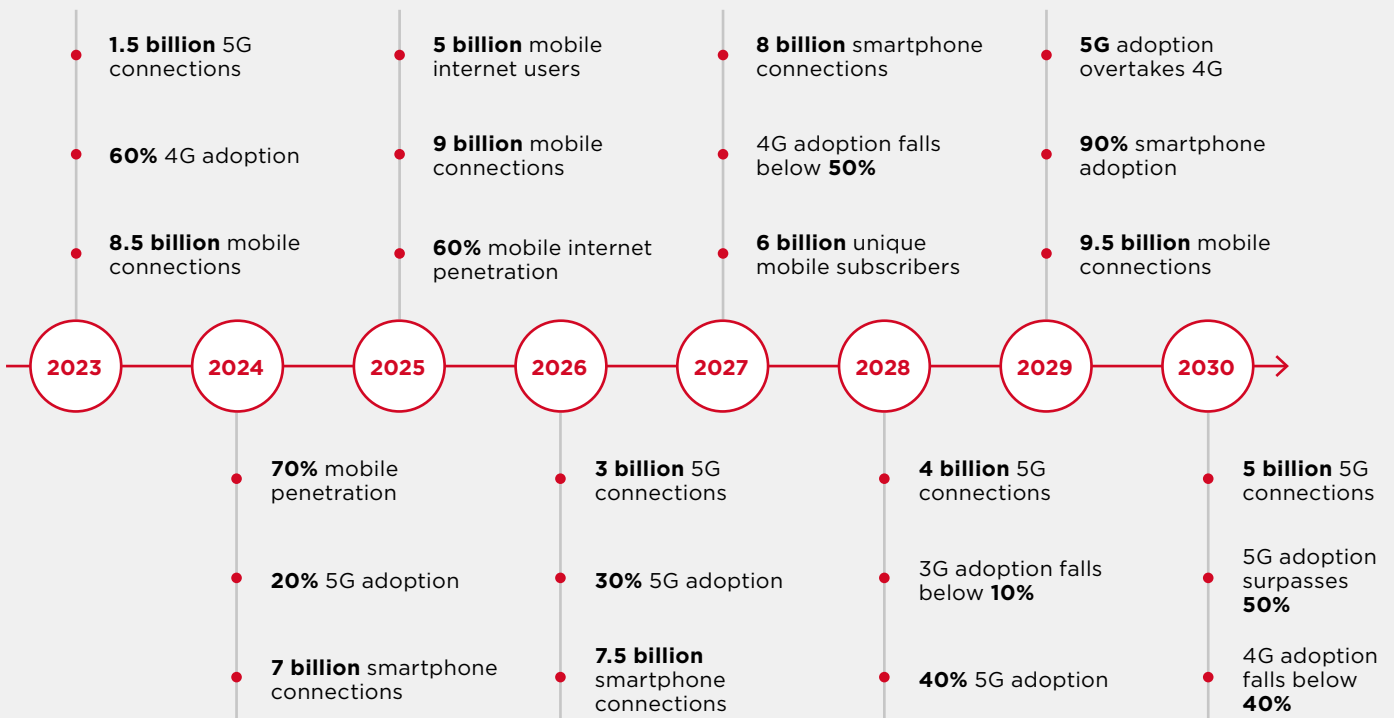 1.5 billion 5G
connections
60% 4G adoption
8.5 billion mobile
connections
5 billion mobile
internet users
9 billion mobile
connections
60% mobile internet
penetration
8 billion smartphone
connections
4G adoption falls
below 50%
6 billion unique
mobile subscribers
5G adoption
overtakes 4G
90% smartphone
adoption
9.5 billion mobile
connections
2023
2024
2025
2026
2027
2028
2029
2030
70% mobile
penetration
20% 5G adoption
7 billion smartphone
connections
3 billion 5G
connections
30% 5G adoption
7.5 billion
smartphone
connections
4 billion 5G
connections
3G adoption falls
below 10%
40% 5G adoption
5 billion 5G
connections
5G adoption
surpasses
50%
4G adoption
falls below
40%